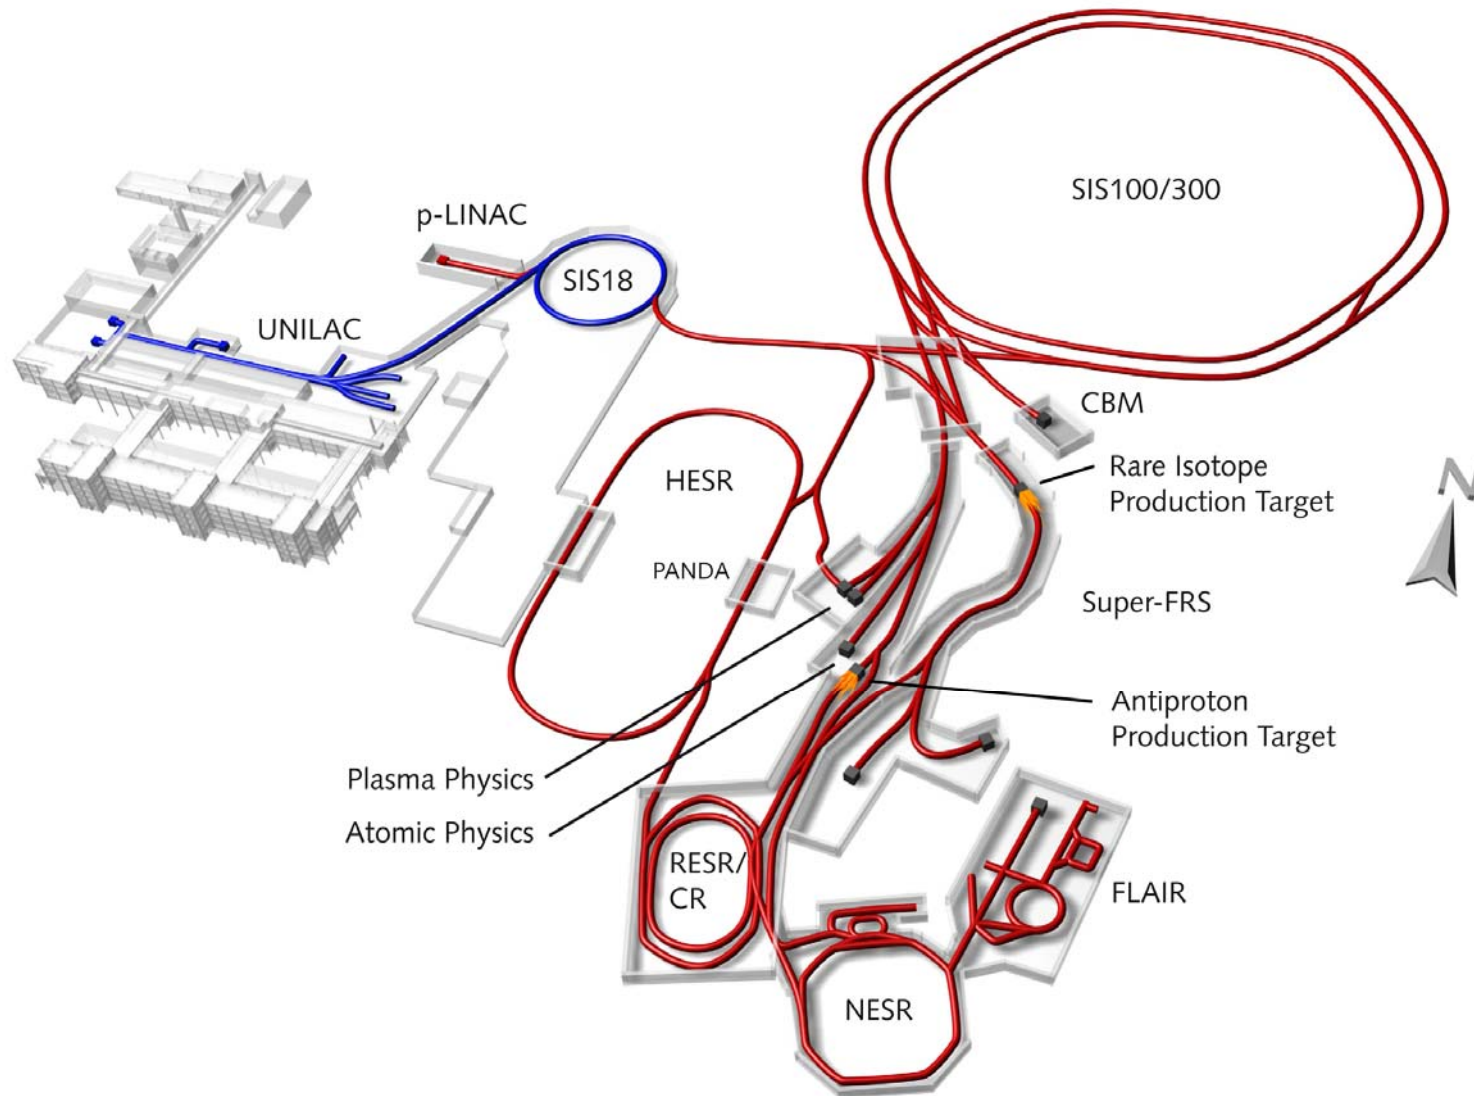 SIS100/300
p-LINAC
SIS18
UNILAC
CBM
Rare Isotope
Production Target
HESR
N
PANDA
Super-FRS
Antiproton
Production Target
Plasma Physics
Atomic Physics
RESR/
CR
FLAIR
NESR